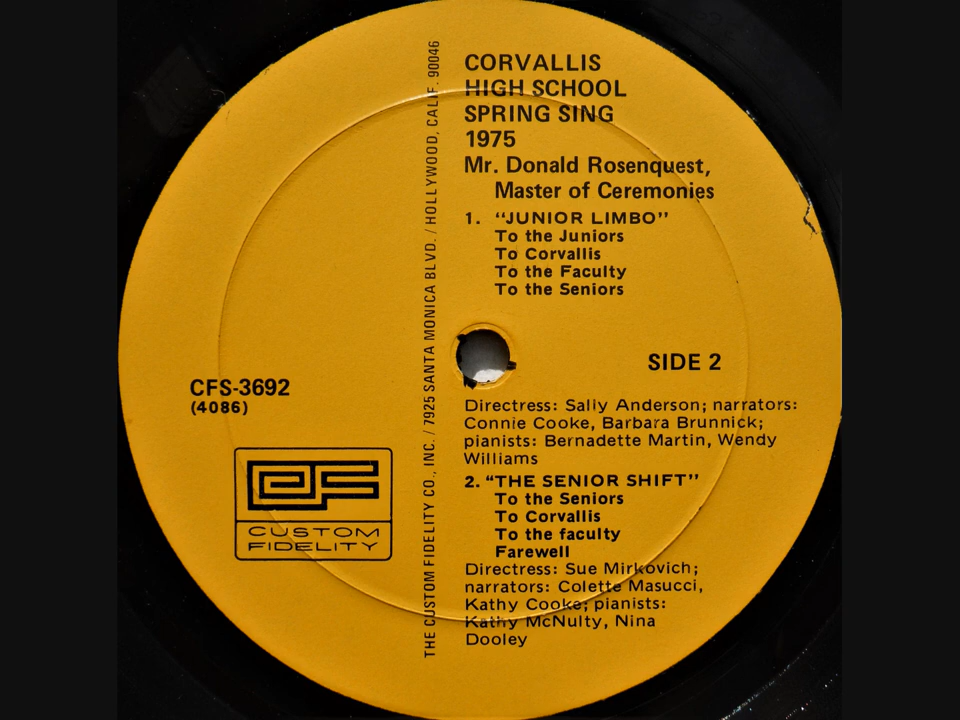 CORVALLIS
HIGH SCHOOL
SPRING SING
1975
Mr. Donald Rosenquest,
Master of Ceremonies
1. “JUNIOR LIMBO”
To the Juniors
To Corvallis
To the Faculty
To the Seniors
SIDE 2
CFS-3692
(4086)
Directress: Sally Anderson; narrators:
Connie Cooke, Barbara Brunnick;
pianists: Bernadette Martin, Wendy
Williams
2. “THE SENIOR SHIFT”
To the Seniors
To Corvallis
To the faculty
Farewell
Directress: Sue Mirkovich;
narrators: Colette Masucci,
Kathy Cooke; pianists:
Kathy McNulty, Nina
Dooley
CF
CUSTOM
FIDELITY
THE CUSTOM FIDELITY CO., INC. / 7925 SANTA MONICA BLVD. / HOLLYWOOD, CALIF. 90046